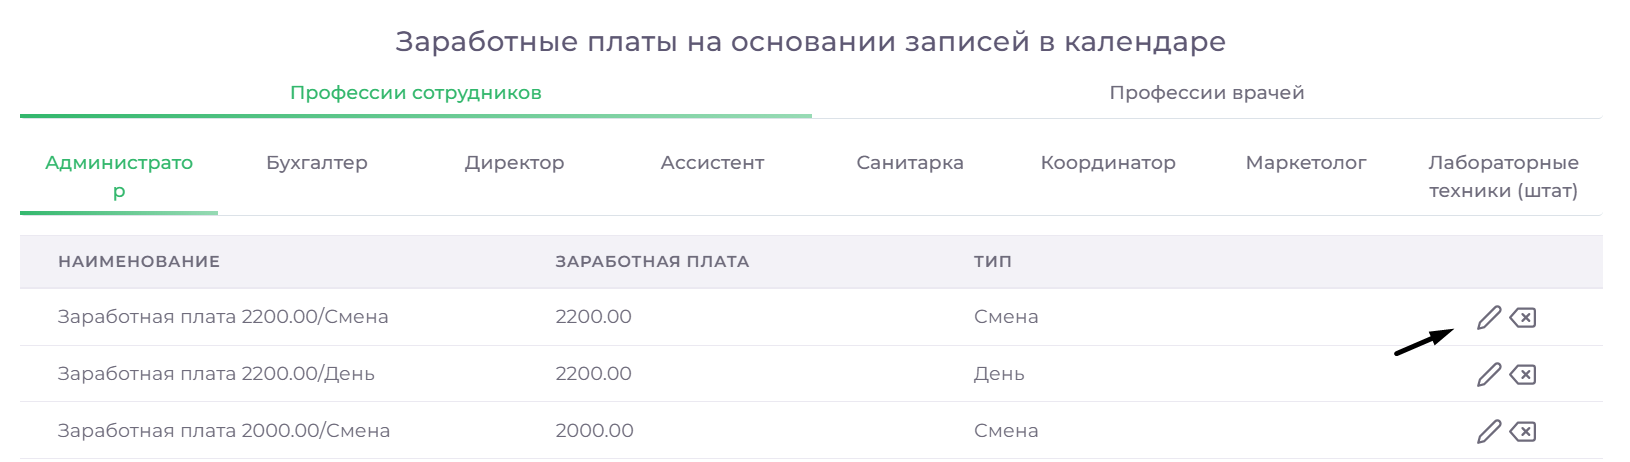 Заработные платы на основании записей в календаре
Профессии сотрудников Профессии врачей
Администрато Бухгалтер Директор Ассистент Санитарка Координатор Маркетолог Лабораторные
р техники (штат)
НАИМЕНОВАНИЕ ЗАРАБОТНАЯ ПЛАТА ТИП
Заработная плата 2200.00/Смена 2200.00 Смена
Заработная плата 2200.00/День 2200.00 День
Заработная плата 2000.00/Смена 2000.00 Смена